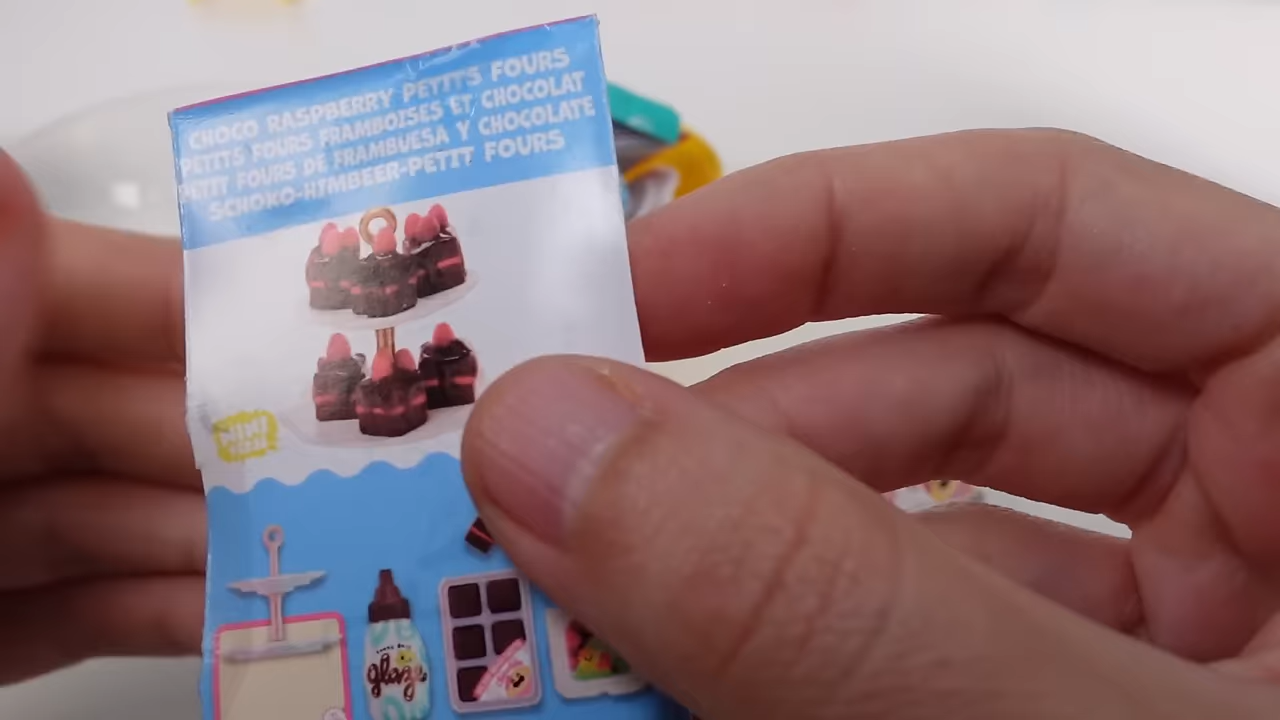 CHOCO RASPBERRY PETITS FOURS
PETITS FOURS FRAMBOISES ET CHOCOLAT
PETIT FOURS DE FRAMBUESA Y CHOCOLATE
SCHOKO-HIMBEER-PETIT FOURS
MINI
glaze